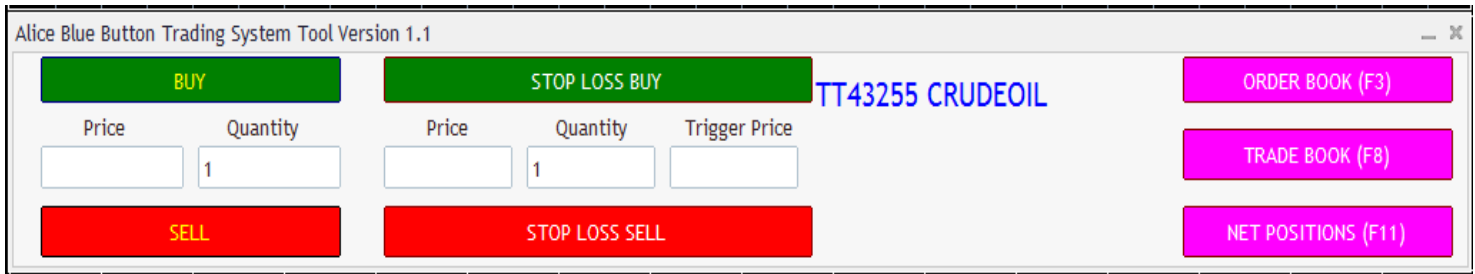 Alice Blue Button Trading System Tool Version 1.1
BUY
STOP LOSS BUY
TT43255 CRUDEOIL
ORDER BOOK (F3)
Price Quantity
Price Quantity Trigger Price
1
1
TRADE BOOK (F8)
SELL
STOP LOSS SELL
NET POSITIONS (F11)